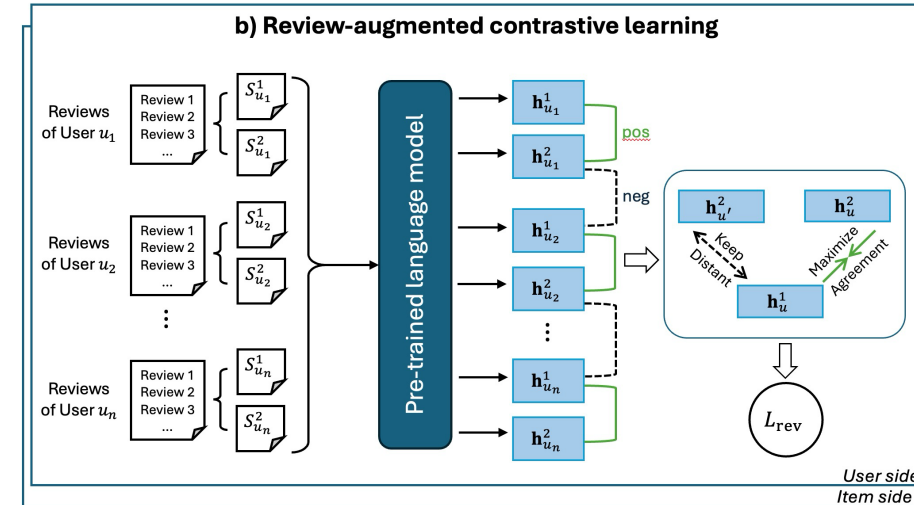 b) Review-augmented contrastive learning
Reviews
of User u₁
Review 1
Review 2
Review 3
...
S¹u₁
S²u₁
Reviews
of User u₂
Review 1
Review 2
Review 3
...
S¹u₂
S²u₂
⋮
Reviews
of User uₙ
Review 1
Review 2
Review 3
...
S¹uₙ
S²uₙ
Pre-trained language model
h¹u₁
h²u₁
h¹u₂
h²u₂
⋮
h¹uₙ
h²uₙ
pos
neg
h²u′
h²u
Keep
Distant
Maximize
Agreement
h¹u
Lrev
User side
Item side